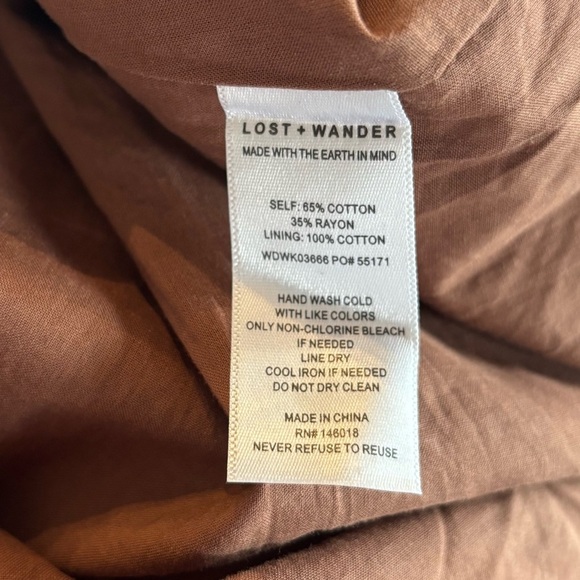 LOST + WANDER
MADE WITH THE EARTH IN MIND
SELF: 65% COTTON
35% RAYON
LINING: 100% COTTON
WDWK03666 PO# 55171
HAND WASH COLD
WITH LIKE COLORS
ONLY NON-CHLORINE BLEACH
IF NEEDED
LINE DRY
COOL IRON IF NEEDED
DO NOT DRY CLEAN
MADE IN CHINA
RN# 146018
NEVER REFUSE TO REUSE